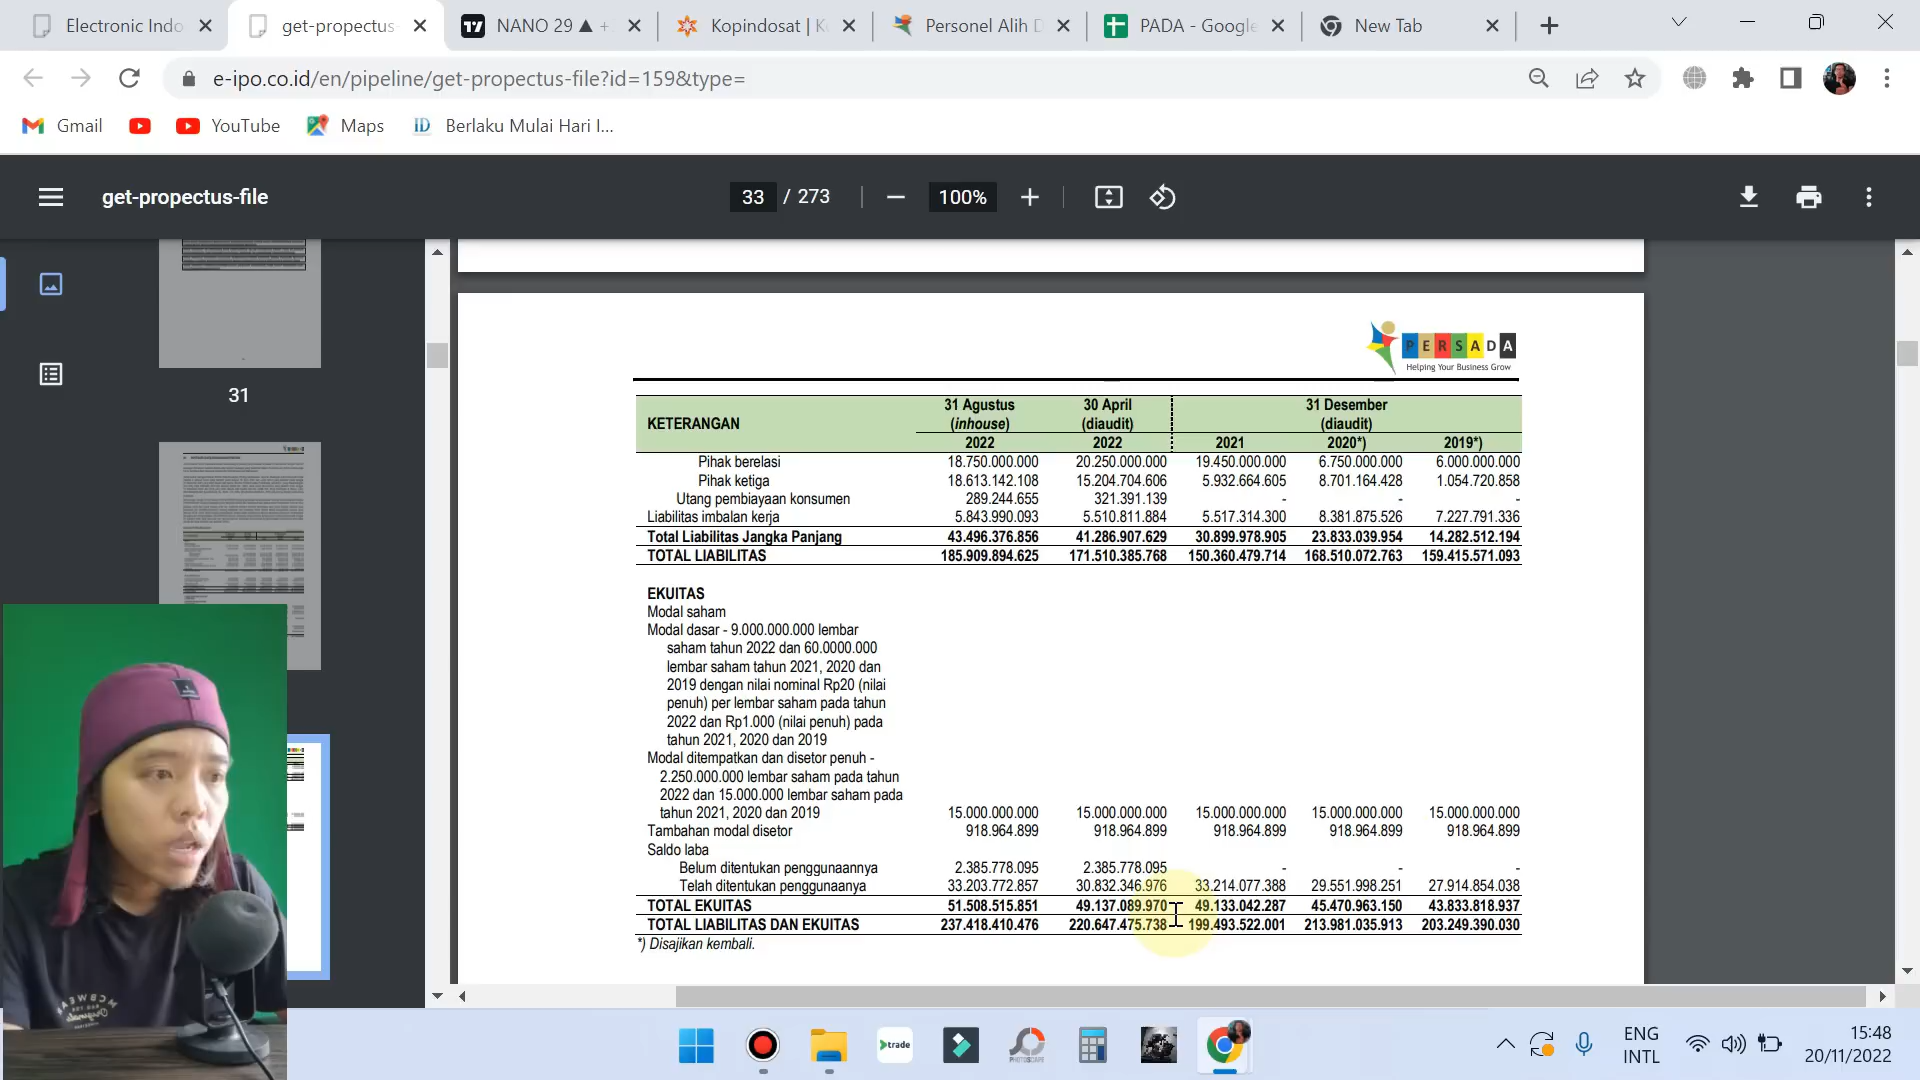 Electronic Indo
get-propectus-
NANO 29 ▲ +
Kopindosat | K
Personel Alih D
PADA - Google
New Tab
e-ipo.co.id/en/pipeline/get-propectus-file?id=159&type=
Gmail
YouTube
Maps
ID Berlaku Mulai Hari I...
get-propectus-file
33 / 273
100%
31
PERSADA
Helping Your Business Grow
KETERANGAN
31 Agustus 30 April 31 Desember
(inhouse) (diaudit) (diaudit)
2022 2022 2021 2020*) 2019*)
Pihak berelasi 18.750.000.000 20.250.000.000 19.450.000.000 6.750.000.000 6.000.000.000
Pihak ketiga 18.613.142.108 15.204.704.606 5.932.664.605 8.701.164.428 1.054.720.858
Utang pembiayaan konsumen 289.244.655 321.391.139 - - -
Liabilitas imbalan kerja 5.843.990.093 5.510.811.884 5.517.314.300 8.381.875.526 7.227.791.336
Total Liabilitas Jangka Panjang 43.496.376.856 41.286.907.629 30.899.978.905 23.833.039.954 14.282.512.194
TOTAL LIABILITAS 185.909.894.625 171.510.385.768 150.360.479.714 168.510.072.763 159.415.571.093
EKUITAS
Modal saham
Modal dasar - 9.000.000.000 lembar
saham tahun 2022 dan 60.0000.000
lembar saham tahun 2021, 2020 dan
2019 dengan nilai nominal Rp20 (nilai
penuh) per lembar saham pada tahun
2022 dan Rp1.000 (nilai penuh) pada
tahun 2021, 2020 dan 2019
Modal ditempatkan dan disetor penuh -
2.250.000.000 lembar saham pada tahun
2022 dan 15.000.000 lembar saham pada
tahun 2021, 2020 dan 2019 15.000.000.000 15.000.000.000 15.000.000.000 15.000.000.000 15.000.000.000
Tambahan modal disetor 918.964.899 918.964.899 918.964.899 918.964.899 918.964.899
Saldo laba
Belum ditentukan penggunaannya 2.385.778.095 2.385.778.095 - - -
Telah ditentukan penggunaanya 33.203.772.857 30.832.346.976 33.214.077.388 29.551.998.251 27.914.854.038
TOTAL EKUITAS 51.508.515.851 49.137.089.970 49.133.042.287 45.470.963.150 43.833.818.937
TOTAL LIABILITAS DAN EKUITAS 237.418.410.476 220.647.475.738 199.493.522.001 213.981.035.913 203.249.390.030
*) Disajikan kembali.
trade
ENG
INTL
15:48
20/11/2022